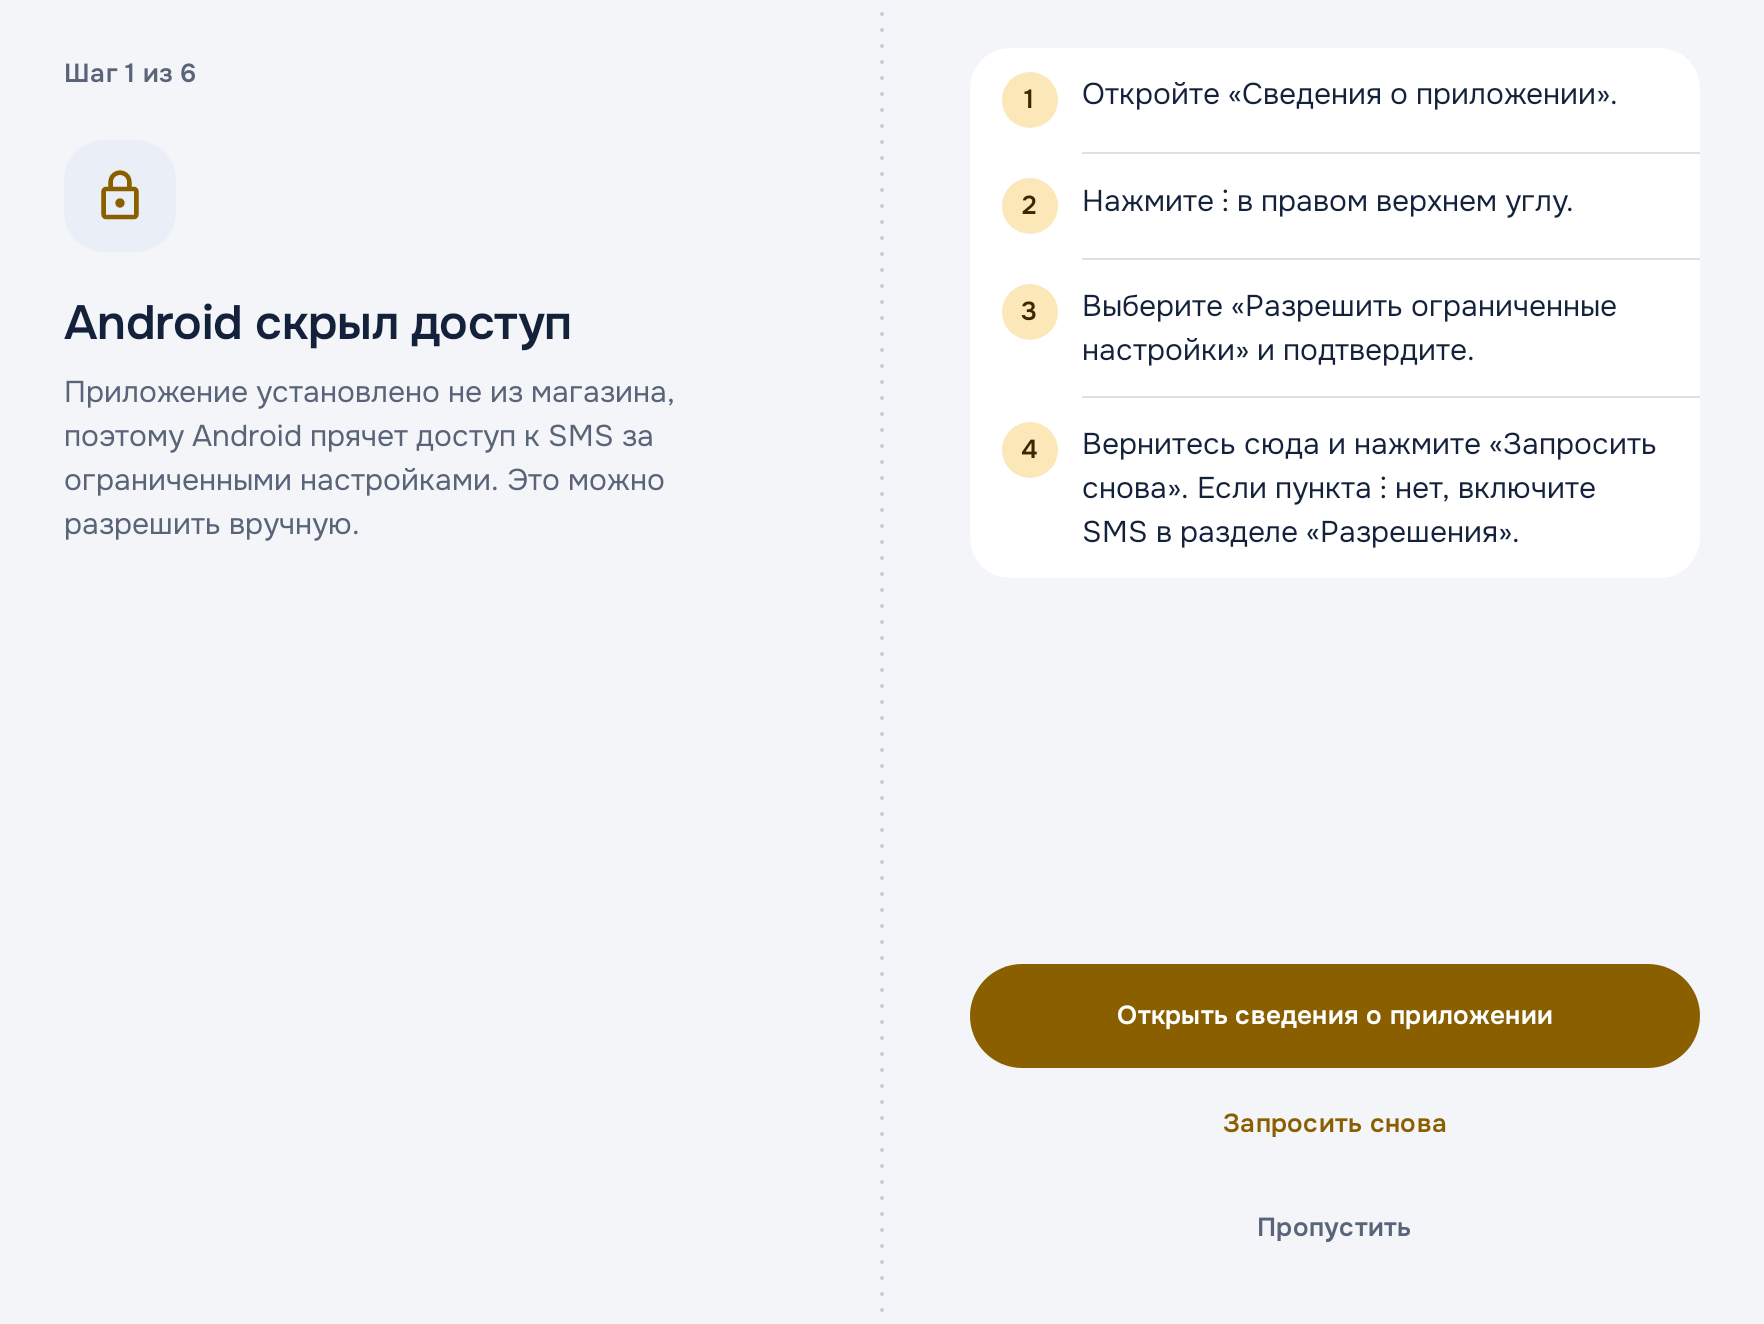 Шаг 1 из 6
Android скрыл доступ
Приложение установлено не из магазина,
поэтому Android прячет доступ к SMS за
ограниченными настройками. Это можно
разрешить вручную.
1 Откройте «Сведения о приложении».
2 Нажмите ⋮ в правом верхнем углу.
3 Выберите «Разрешить ограниченные
настройки» и подтвердите.
4 Вернитесь сюда и нажмите «Запросить
снова». Если пункта ⋮ нет, включите
SMS в разделе «Разрешения».
Открыть сведения о приложении
Запросить снова
Пропустить